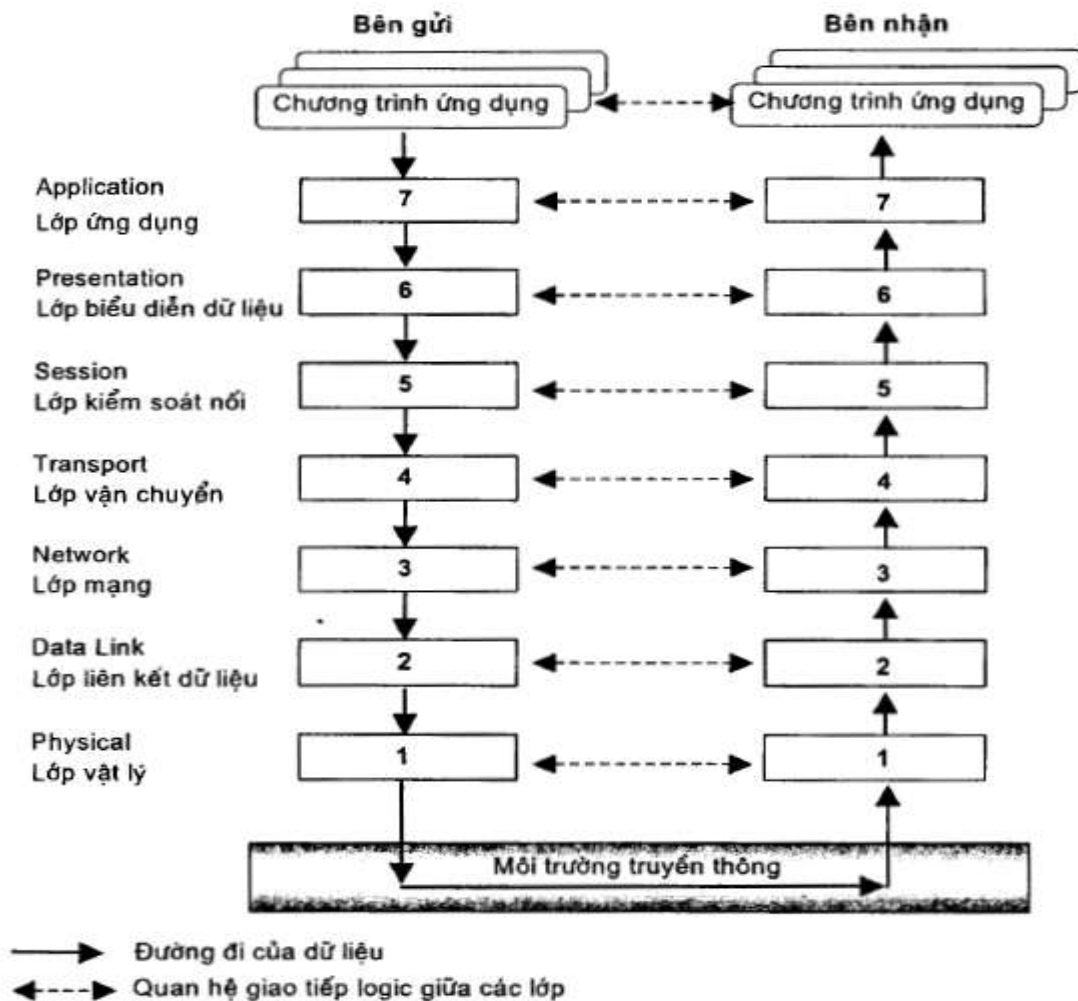 Bên gửi
Bên nhận
Chương trình ứng dụng
Chương trình ứng dụng
Application
Lớp ứng dụng
7
7
Presentation
Lớp biểu diễn dữ liệu
6
6
Session
Lớp kiểm soát nối
5
5
Transport
Lớp vận chuyển
4
4
Network
Lớp mạng
3
3
Data Link
Lớp liên kết dữ liệu
2
2
Physical
Lớp vật lý
1
1
Môi trường truyền thông
Đường đi của dữ liệu
Quan hệ giao tiếp logic giữa các lớp